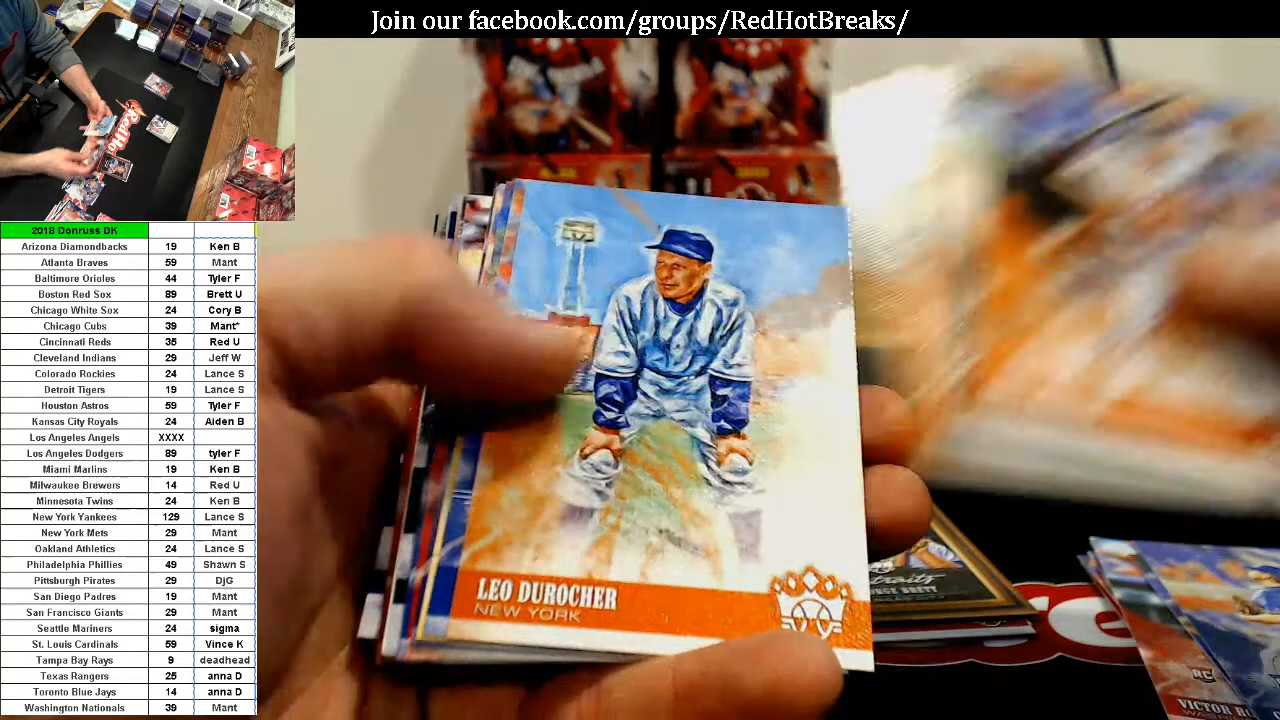 Join our facebook.com/groups/RedHotBreaks/
2018 Donruss DK
Arizona Diamondbacks 19 Ken B
Atlanta Braves 59 Mant
Baltimore Orioles 44 Tyler F
Boston Red Sox 89 Brett U
Chicago White Sox 24 Cory B
Chicago Cubs 39 Mant*
Cincinnati Reds 35 Red U
Cleveland Indians 29 Jeff W
Colorado Rockies 24 Lance S
Detroit Tigers 19 Lance S
Houston Astros 59 Tyler F
Kansas City Royals 24 Aiden B
Los Angeles Angels XXXX
Los Angeles Dodgers 89 tyler F
Miami Marlins 19 Ken B
Milwaukee Brewers 14 Red U
Minnesota Twins 24 Ken B
New York Yankees 129 Lance S
New York Mets 29 Mant
Oakland Athletics 24 Lance S
Philadelphia Phillies 49 Shawn S
Pittsburgh Pirates 29 DjG
San Diego Padres 19 Mant
San Francisco Giants 29 Mant
Seattle Mariners 24 sigma
St. Louis Cardinals 59 Vince K
Tampa Bay Rays 9 deadhead
Texas Rangers 25 anna D
Toronto Blue Jays 14 anna D
Washington Nationals 39 Mant
LEO DUROCHER
NEW YORK
RC
VICTOR